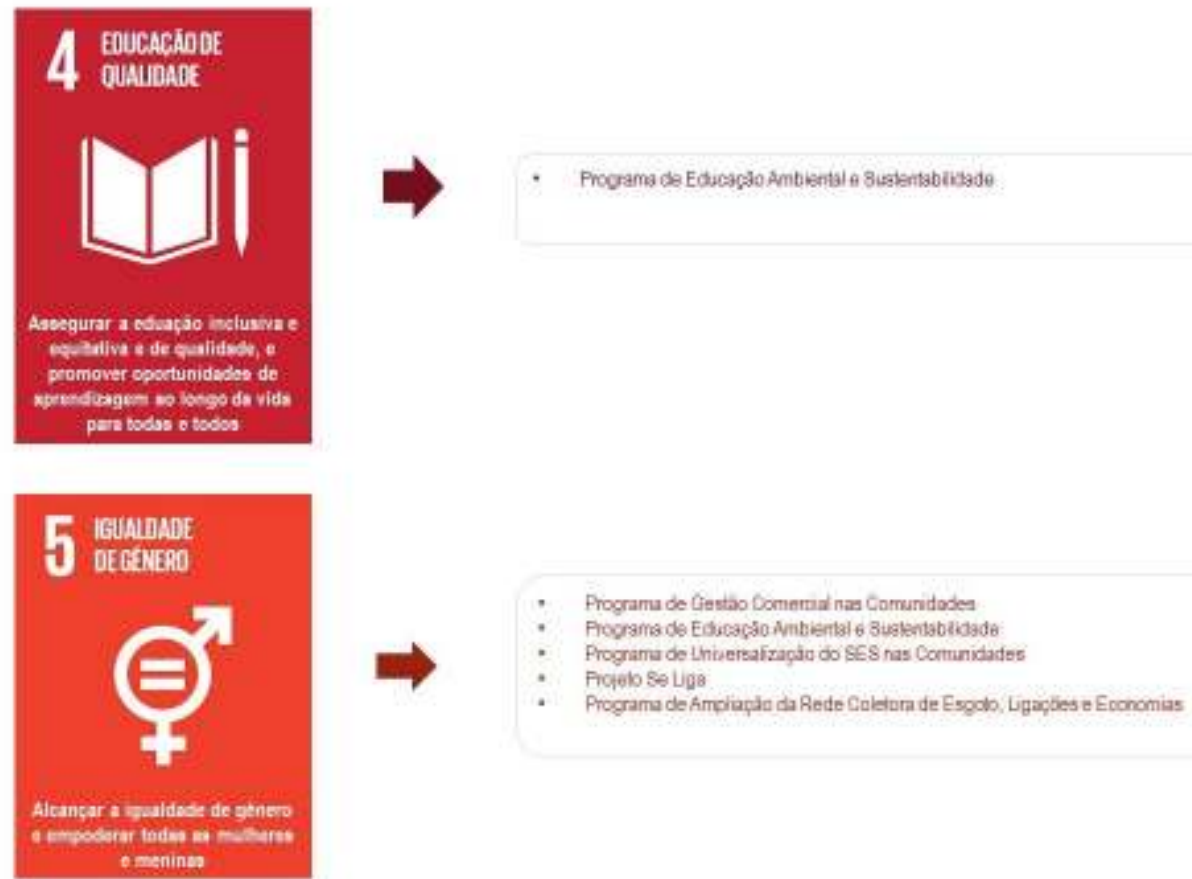 4 EDUCAÇÃO DE
QUALIDADE
Assegurar a eduação inclusiva e
equitativa e de qualidade, e
promover oportunidades de
aprendizagem ao longo da vida
para todas e todos
• Programa de Educação Ambiental e Sustentabilidade
5 IGUALDADE
DE GÉNERO
Alcançar a igualdade de gênero
e empoderar todas as mulheres
e meninas
• Programa de Gestão Comercial nas Comunidades
• Programa de Educação Ambiental e Sustentabilidade
• Programa de Universalização do SES nas Comunidades
• Projeto Se Liga
• Programa de Ampliação da Rede Coletora de Esgoto, Ligações e Economias